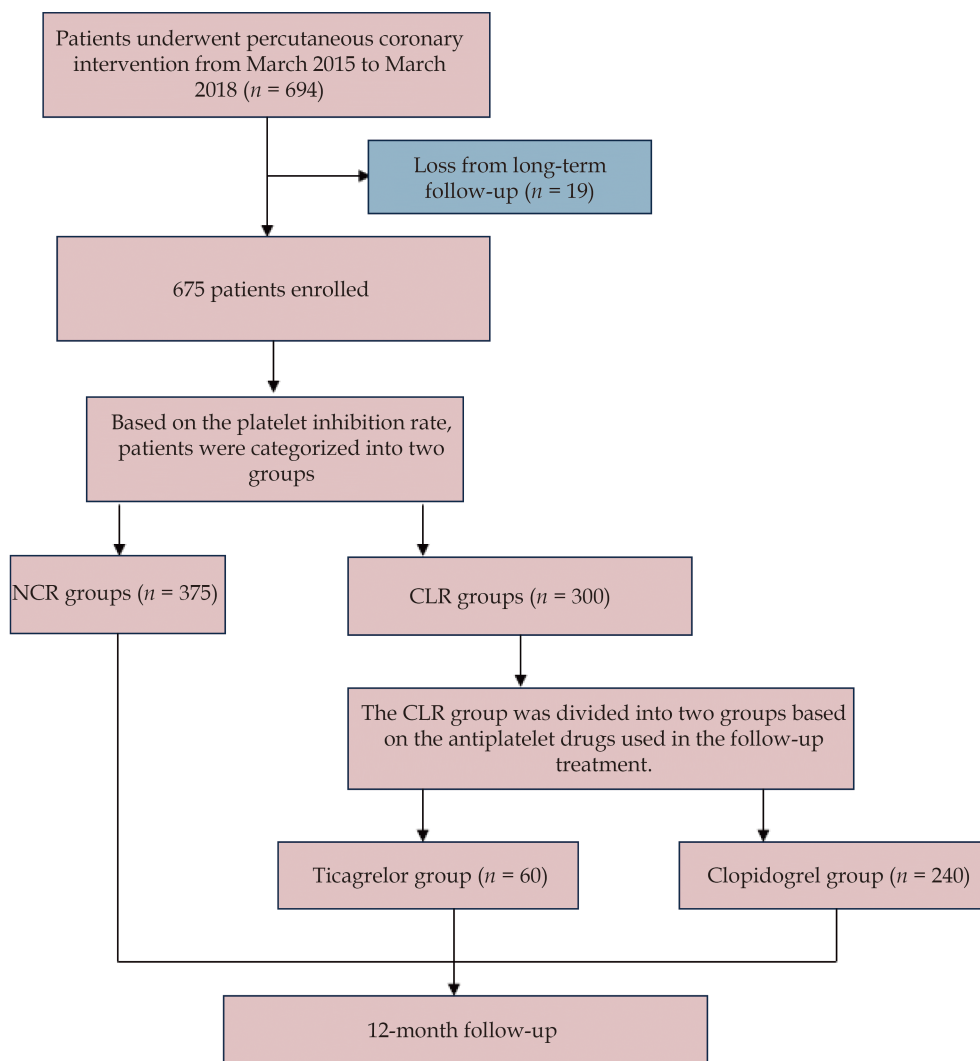 Patients underwent percutaneous coronary
intervention from March 2015 to March
2018 (n = 694)
Loss from long-term
follow-up (n = 19)
675 patients enrolled
Based on the platelet inhibition rate,
patients were categorized into two
groups
NCR groups (n = 375)
CLR groups (n = 300)
The CLR group was divided into two groups based
on the antiplatelet drugs used in the follow-up
treatment.
Ticagrelor group (n = 60)
Clopidogrel group (n = 240)
12-month follow-up